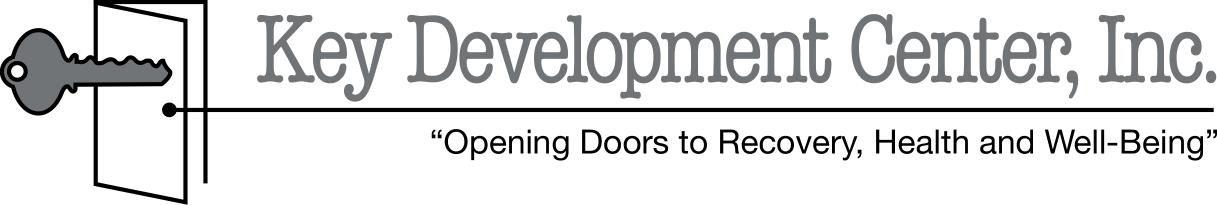 Key Development Center, Inc.
“Opening Doors to Recovery, Health and Well-Being”